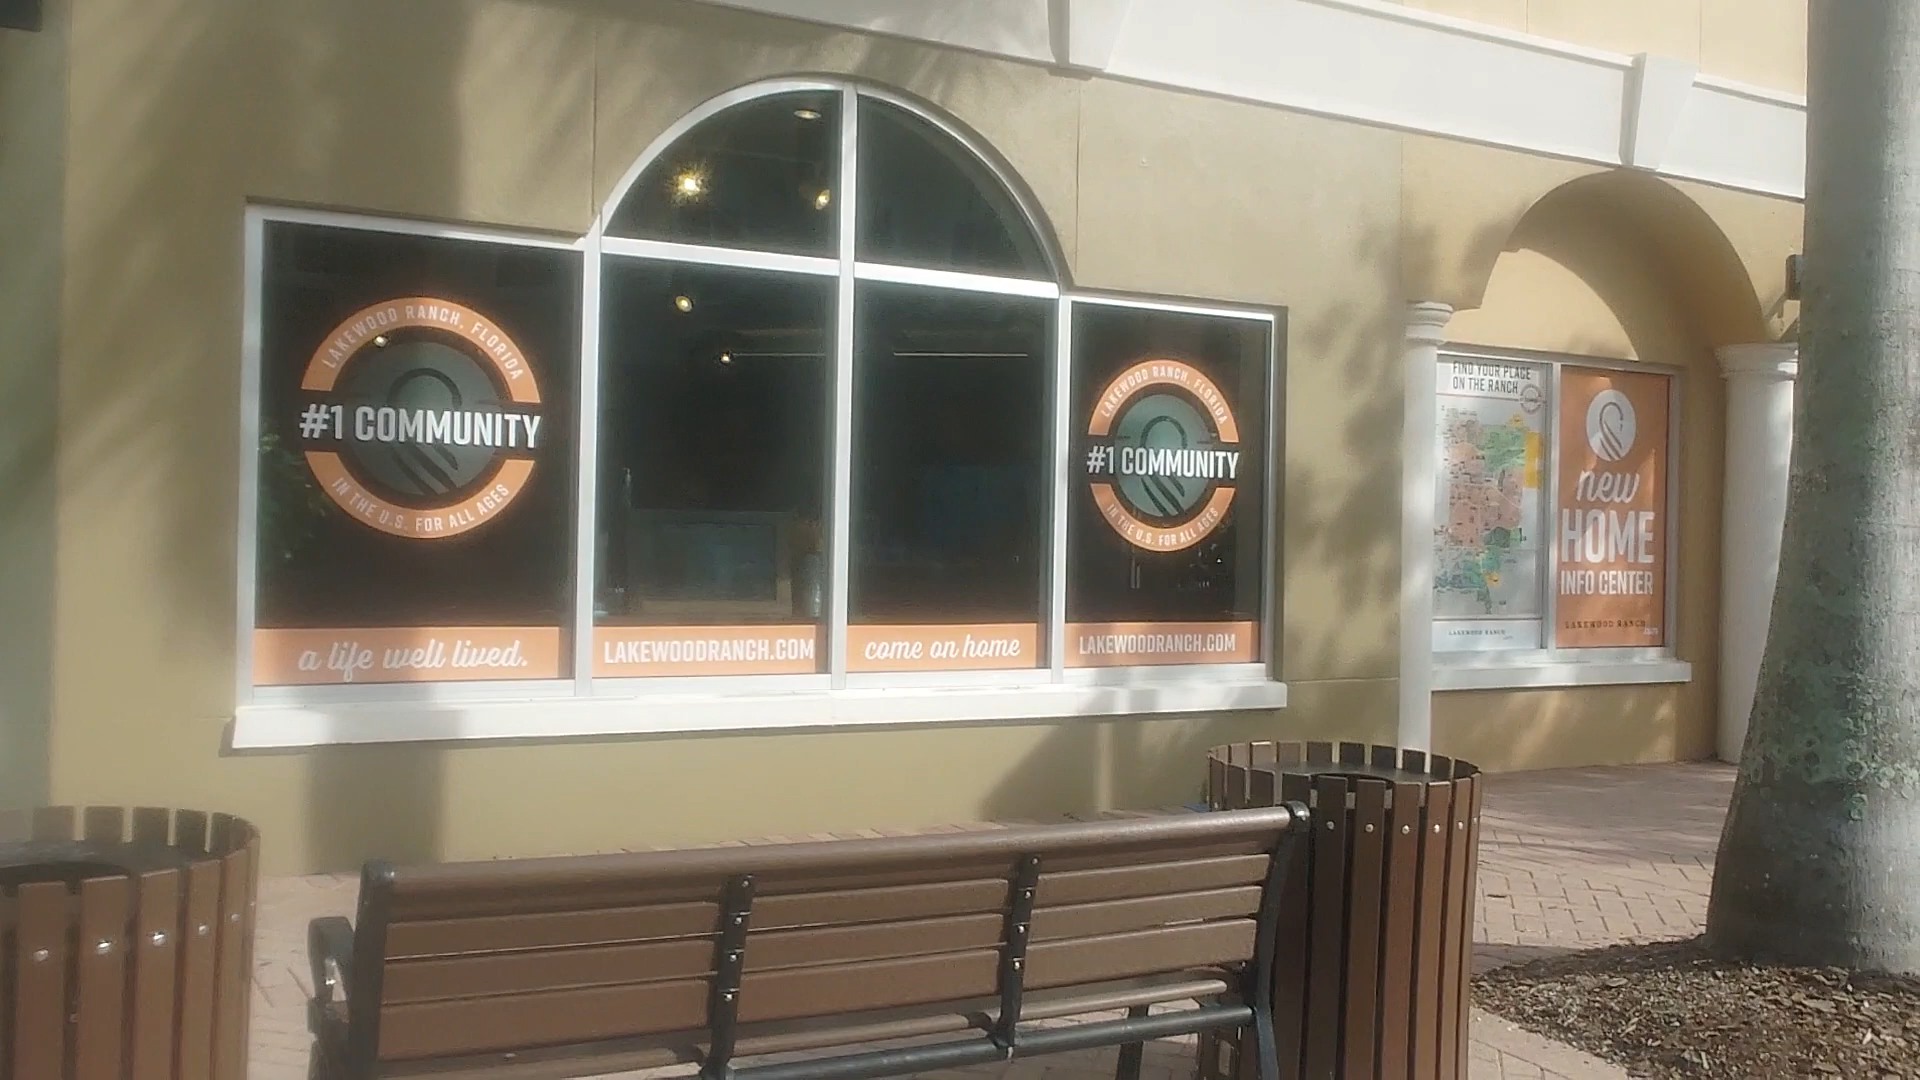 LAKEWOOD RANCH, FLORIDA
#1 COMMUNITY
IN THE U.S. FOR ALL AGES
a life well lived.
LAKEWOODRANCH.COM
come on home
LAKEWOOD RANCH, FLORIDA
#1 COMMUNITY
IN THE U.S. FOR ALL AGES
LAKEWOODRANCH.COM
FIND YOUR PLACE
ON THE RANCH
LAKEWOOD RANCH
new
HOME
INFO CENTER
LAKEWOOD RANCH